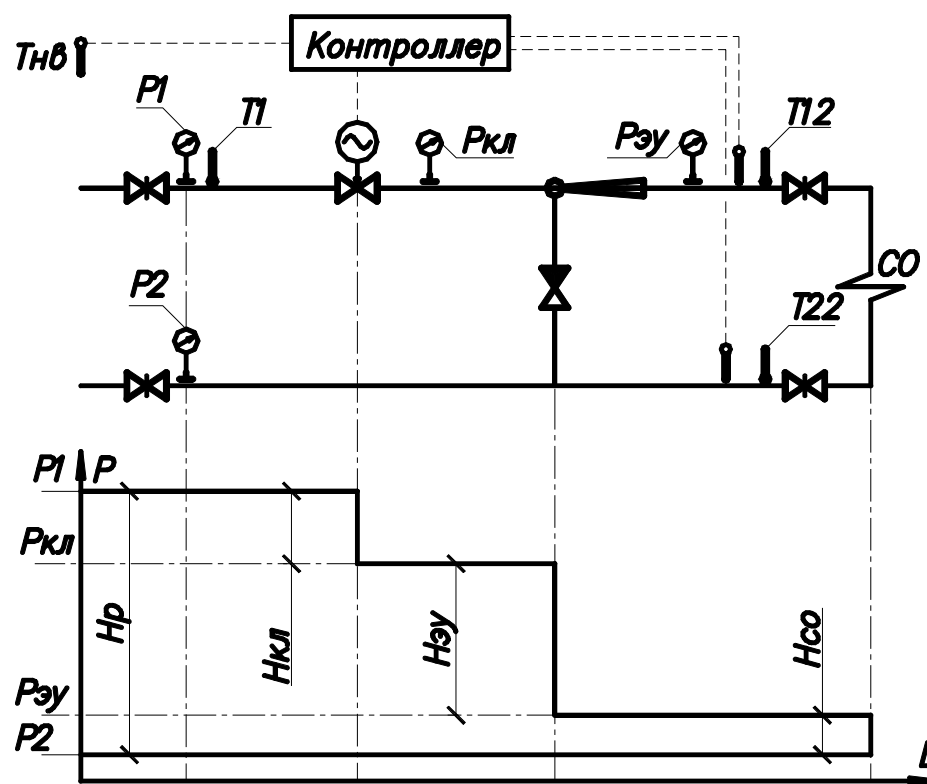 Контроллер
Тнв
Р1
Т1
Ркл
Рэу
Т12
Р2
СО
Т22
Р1
Р
Ркл
Нр
Нкл
Нэу
Нсо
Рэу
Р2